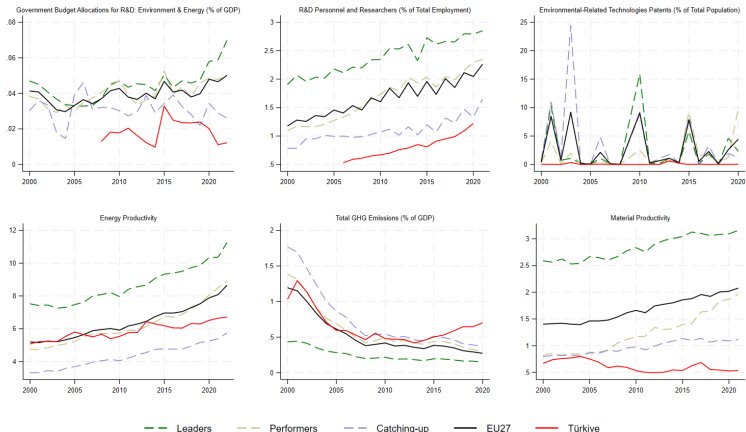 Government Budget Allocations for R&D: Environment & Energy (% of GDP)
.08
.06
.04
.02
0
2000 2005 2010 2015 2020
R&D Personnel and Researchers (% of Total Employment)
3
2.5
2
1.5
1
.5
2000 2005 2010 2015 2020
Environmental-Related Technologies Patents (% of Total Population)
25
20
15
10
5
0
2000 2005 2010 2015 2020
Energy Productivity
12
10
8
6
4
2000 2005 2010 2015 2020
Total GHG Emissions (% of GDP)
2
1.5
1
.5
0
2000 2005 2010 2015 2020
Material Productivity
3
2.5
2
1.5
1
.5
2000 2005 2010 2015 2020
Leaders Performers Catching-up EU27 Türkiye